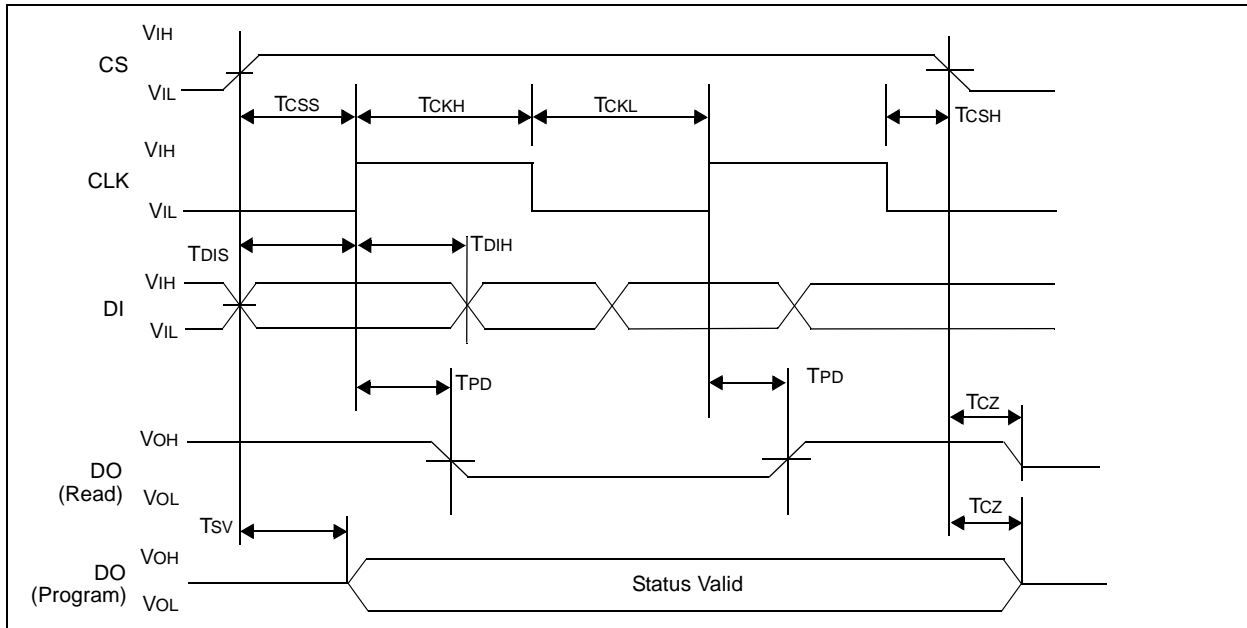 VIH
CS
VIL
TCSS
TCKH
TCKL
TCSH
VIH
CLK
VIL
TDIS
TDIH
VIH
DI
VIL
TPD
TPD
TCZ
VOH
DO
(Read)
VOL
TSV
TCZ
VOH
DO
(Program)
VOL
Status Valid